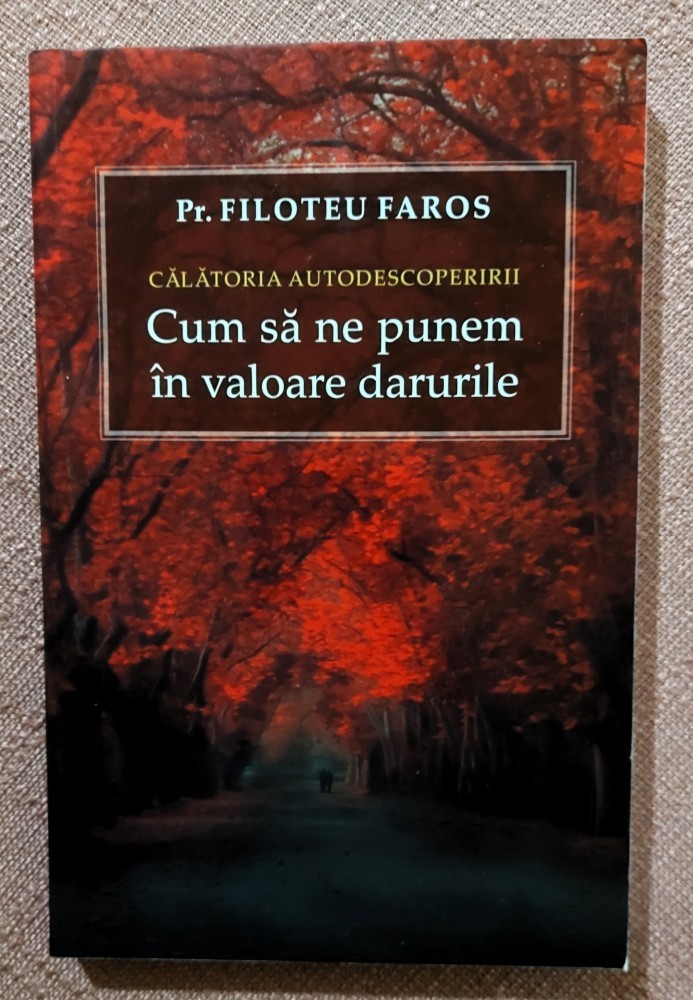 Pr. FILOTEU FAROS
CĂLĂTORIA AUTODESCOPERIRII
Cum să ne punem
în valoare darurile